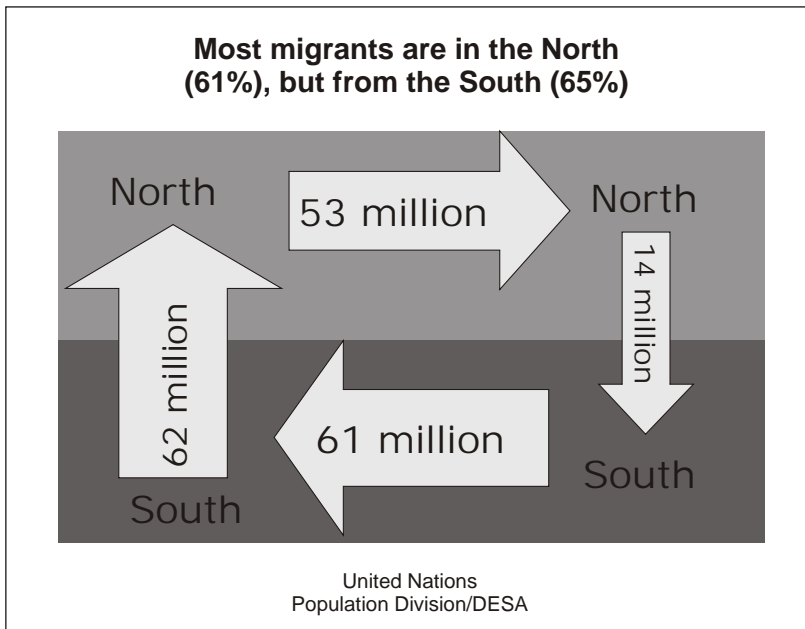 Most migrants are in the North
(61%), but from the South (65%)
North
53 million
North
14 million
62 million
61 million
South
South
United Nations
Population Division/DESA